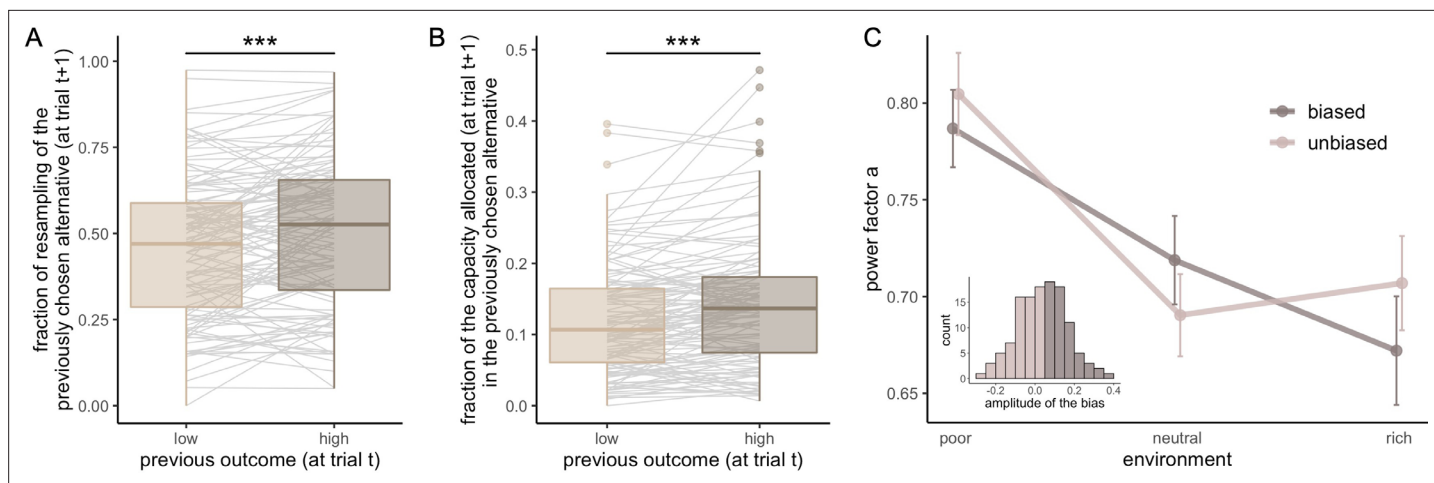 A
***
fraction of resampling of the
previously chosen alternative (at trial t+1)
1.00
0.75
0.50
0.25
0.00
low
high
previous outcome (at trial t)
B
***
fraction of the capacity allocated (at trial t+1)
in the previously chosen alternative
0.5
0.4
0.3
0.2
0.1
0.0
low
high
previous outcome (at trial t)
C
power factor a
0.80
0.75
0.70
0.65
biased
unbiased
count
15
10
5
0
-0.2
0.0
0.2
0.4
amplitude of the bias
poor
neutral
rich
environment